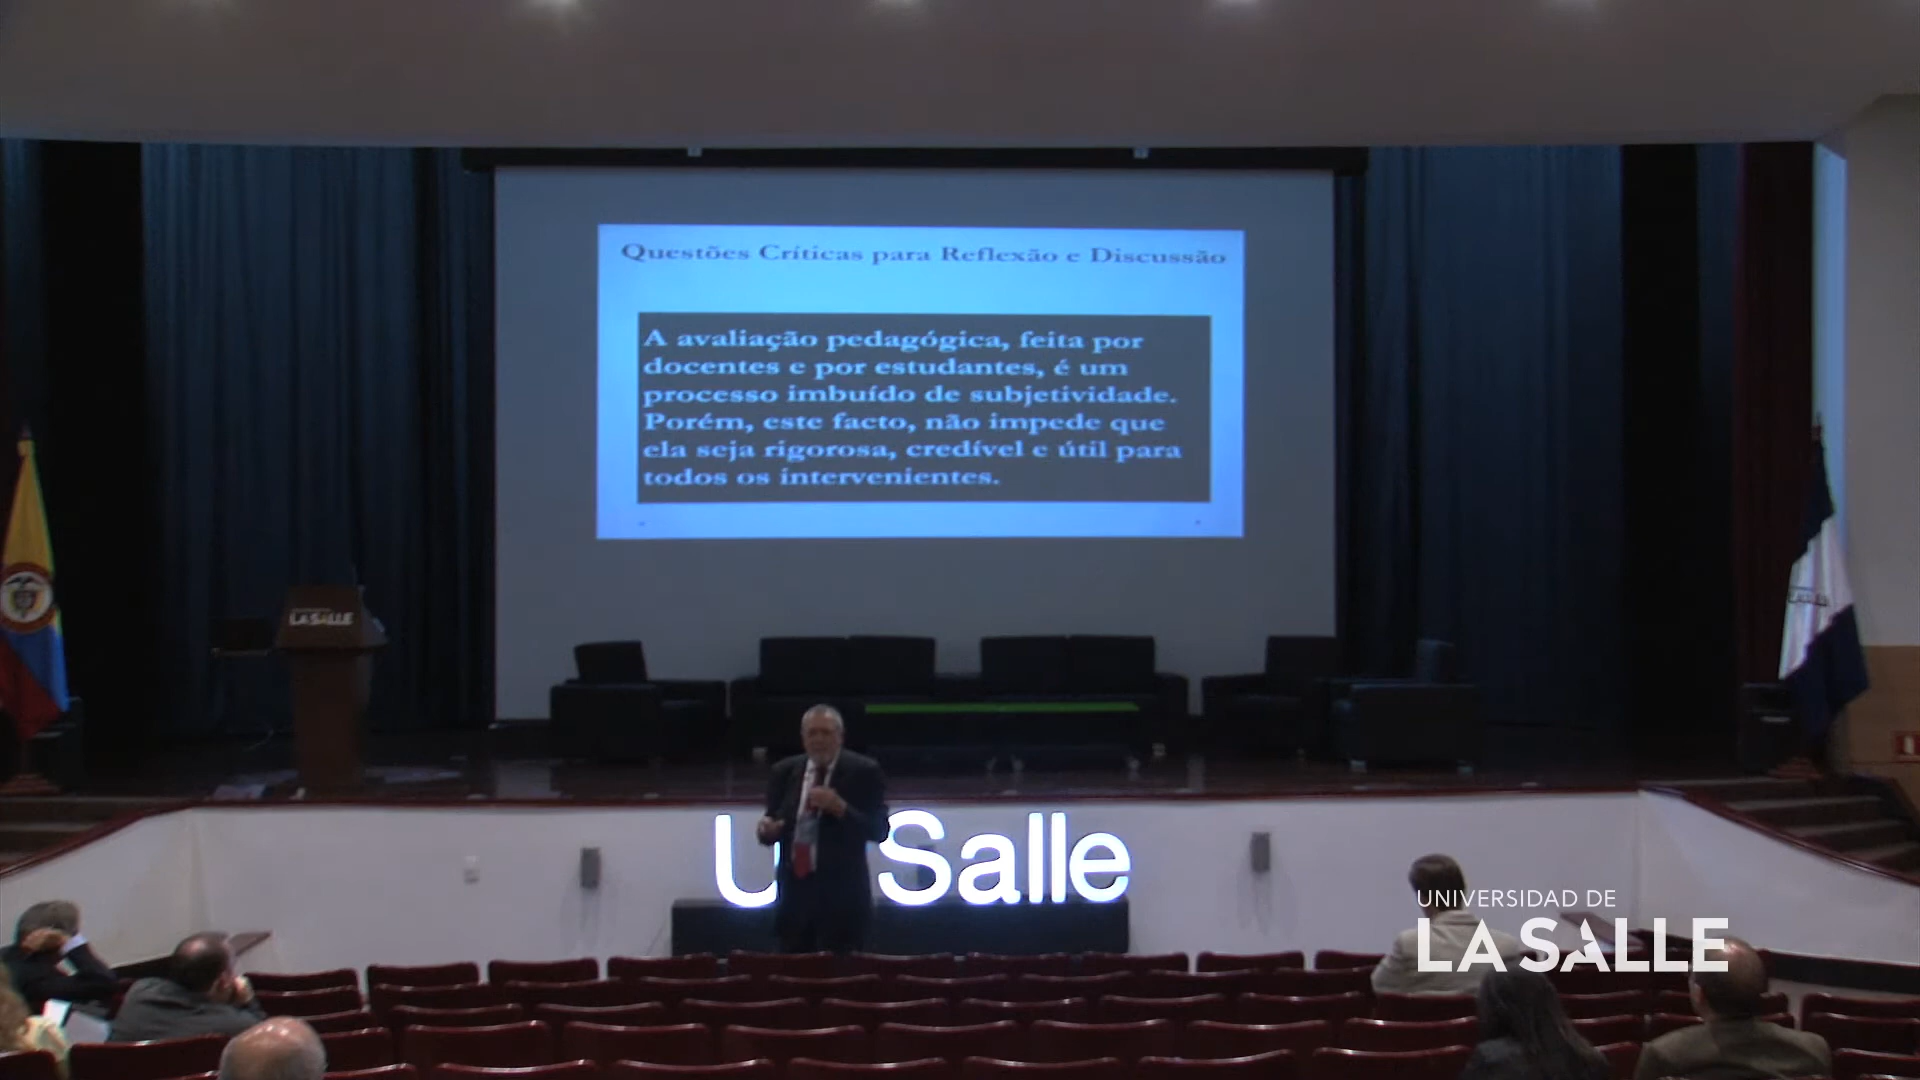 Questões Críticas para Reflexão e Discussão
A avaliação pedagógica, feita por
docentes e por estudantes, é um
processo imbuído de subjetividade.
Porém, este facto, não impede que
ela seja rigorosa, credível e útil para
todos os intervenientes.
LA SALLE
U Salle
UNIVERSIDAD DE
LA SALLE